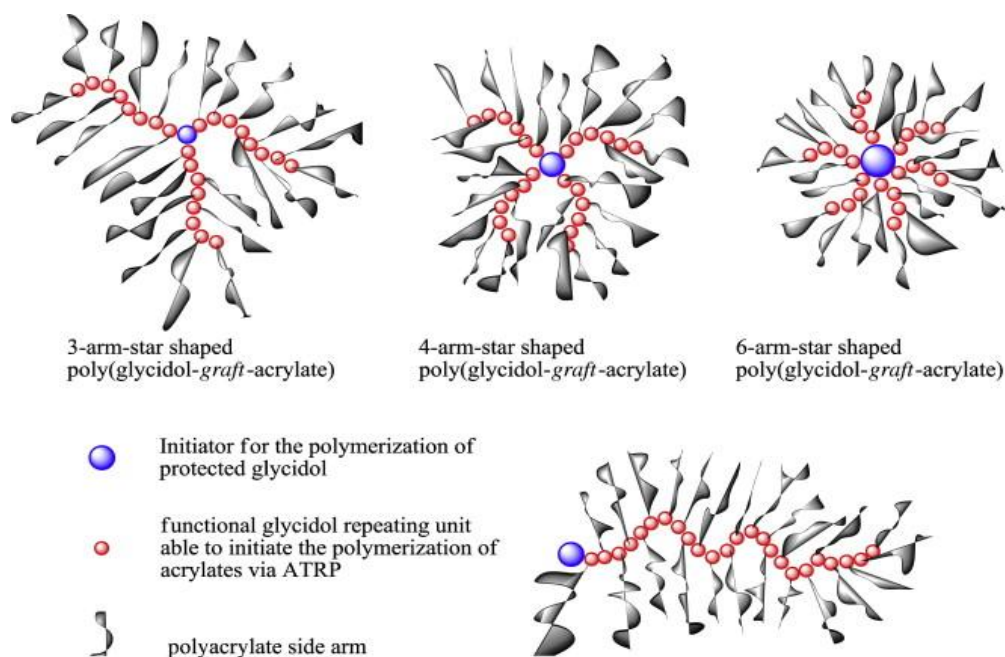 3-arm-star shaped
poly(glycidol-graft-acrylate)
4-arm-star shaped
poly(glycidol-graft-acrylate)
6-arm-star shaped
poly(glycidol-graft-acrylate)
Initiator for the polymerization of
protected glycidol
functional glycidol repeating unit
able to initiate the polymerization of
acrylates via ATRP
polyacrylate side arm